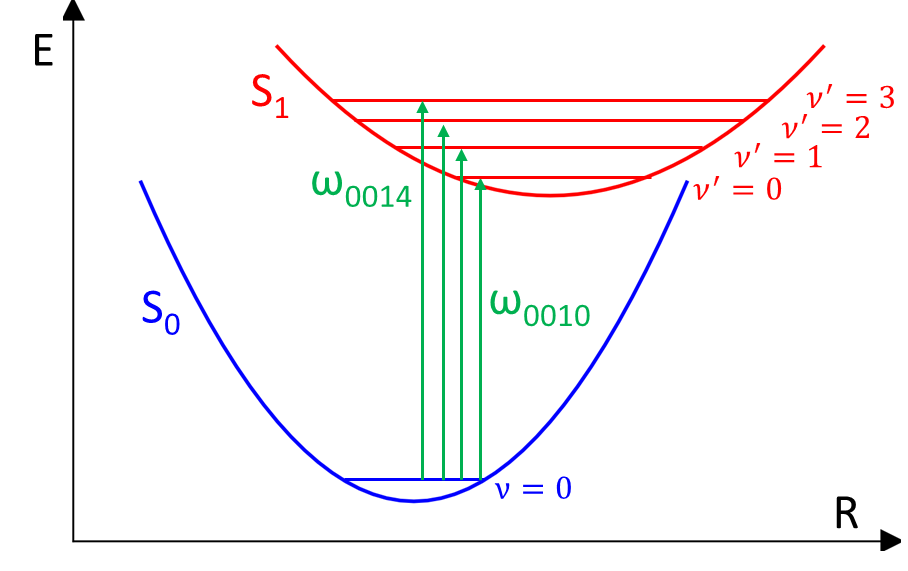 E
S₁
ν′ = 3
ν′ = 2
ν′ = 1
ν′ = 0
ω₀₀₁₄
ω₀₀₁₀
S₀
ν = 0
R